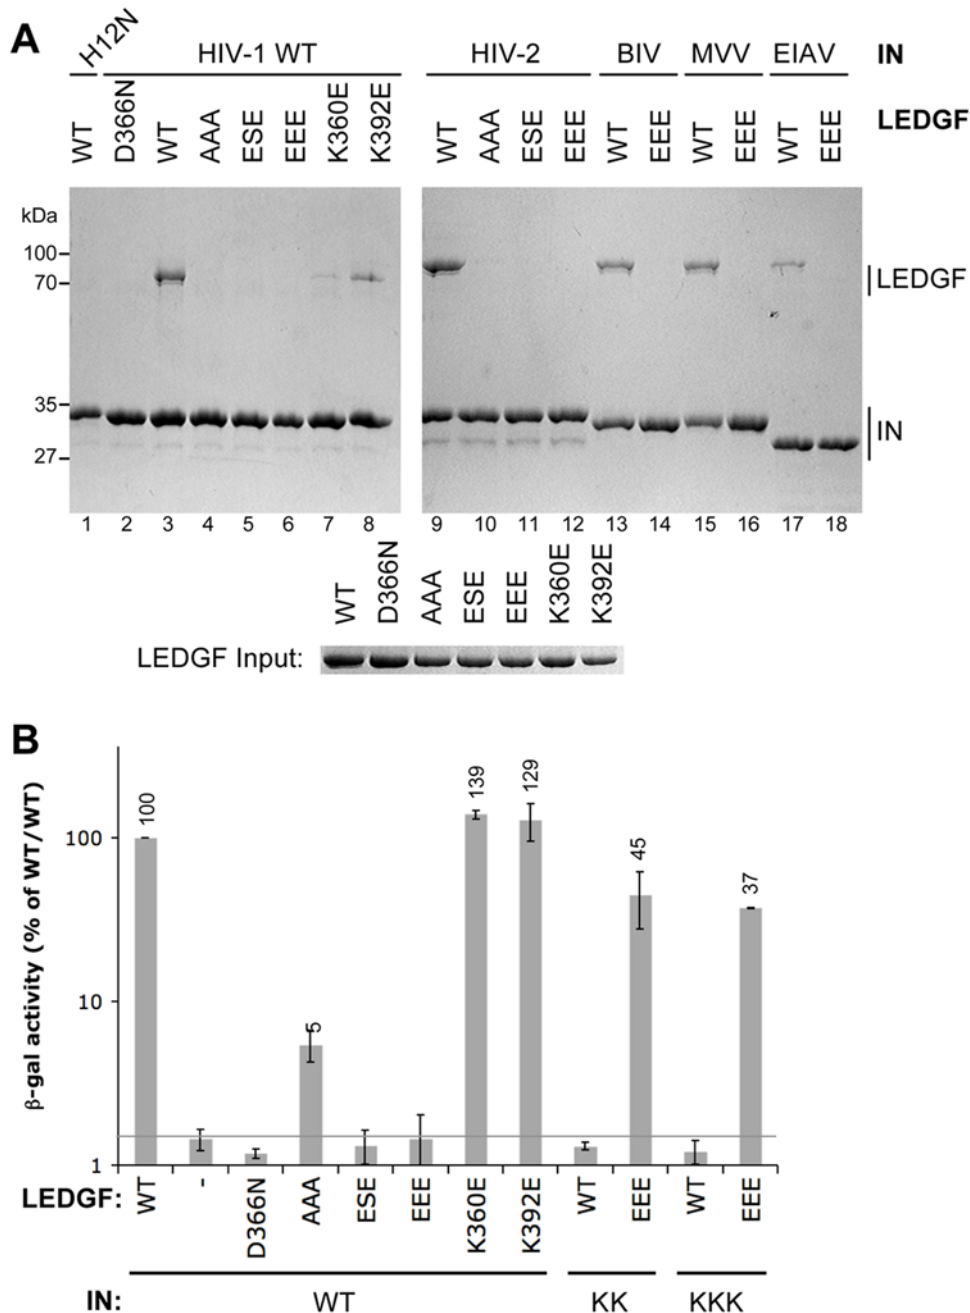 A
H12N HIV-1 WT HIV-2 BIV MVV EIAV IN
WT D366N WT AAA ESE EEE K360E K392E WT AAA ESE EEE WT EEE WT EEE WT EEE LEDGF
kDa
100
70
35
27
LEDGF
IN
1 2 3 4 5 6 7 8 9 10 11 12 13 14 15 16 17 18
WT D366N AAA ESE EEE K360E K392E
LEDGF Input:
B
β-gal activity (% of WT/WT)
100
10
1
100 5 139 129 45 37
LEDGF: WT - D366N AAA ESE EEE K360E K392E WT EEE WT EEE
IN: WT KK KKK